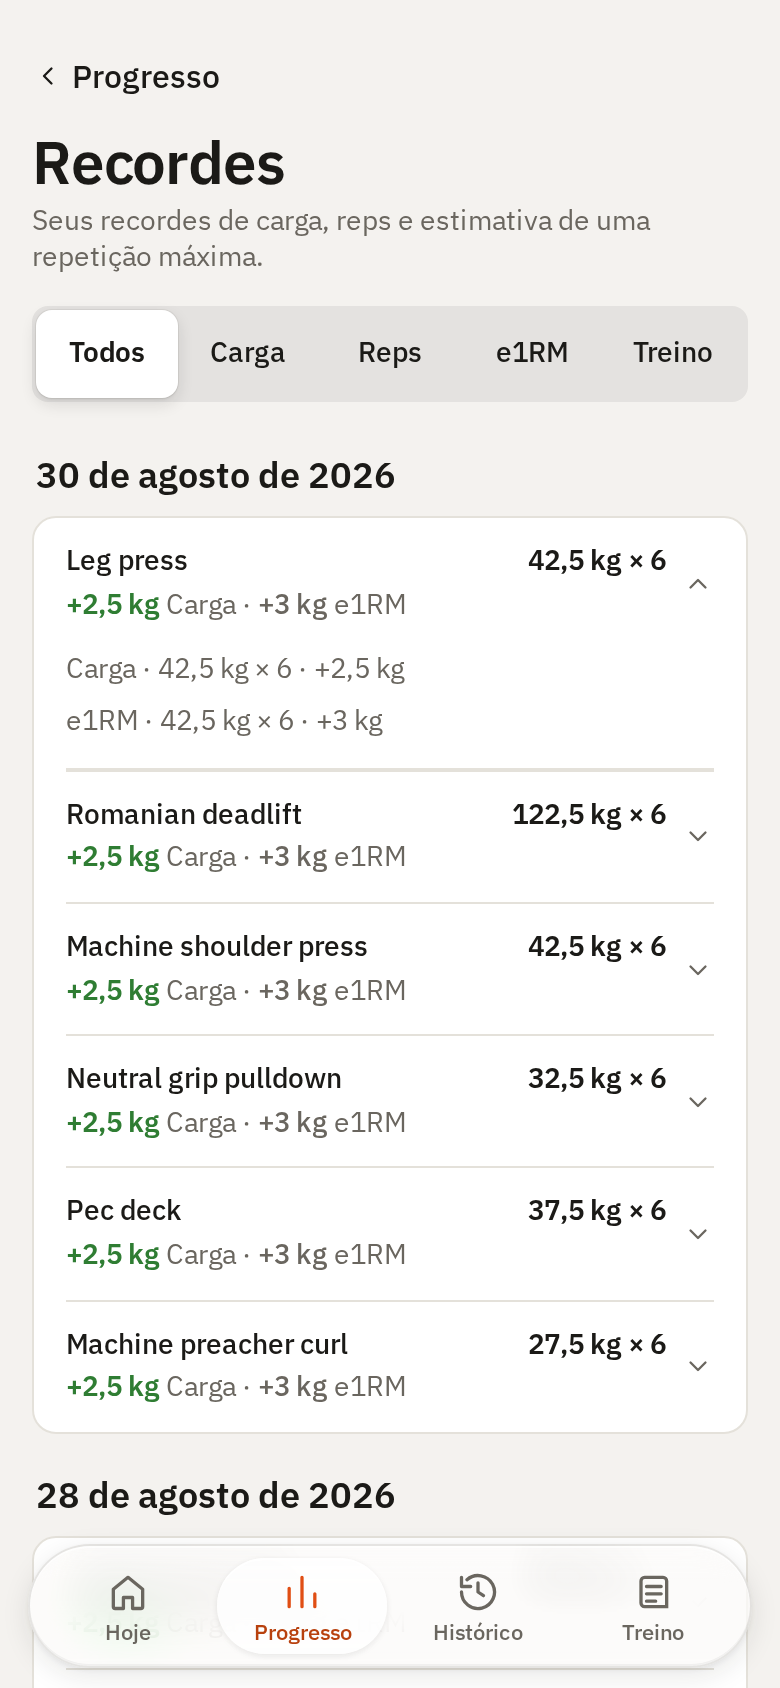 Progresso
Recordes
Seus recordes de carga, reps e estimativa de uma
repetição máxima.
Todos Carga Reps e1RM Treino
30 de agosto de 2026
Leg press 42,5 kg × 6
+2,5 kg Carga · +3 kg e1RM
Carga · 42,5 kg × 6 · +2,5 kg
e1RM · 42,5 kg × 6 · +3 kg
Romanian deadlift 122,5 kg × 6
+2,5 kg Carga · +3 kg e1RM
Machine shoulder press 42,5 kg × 6
+2,5 kg Carga · +3 kg e1RM
Neutral grip pulldown 32,5 kg × 6
+2,5 kg Carga · +3 kg e1RM
Pec deck 37,5 kg × 6
+2,5 kg Carga · +3 kg e1RM
Machine preacher curl 27,5 kg × 6
+2,5 kg Carga · +3 kg e1RM
28 de agosto de 2026
Hoje Progresso Histórico Treino